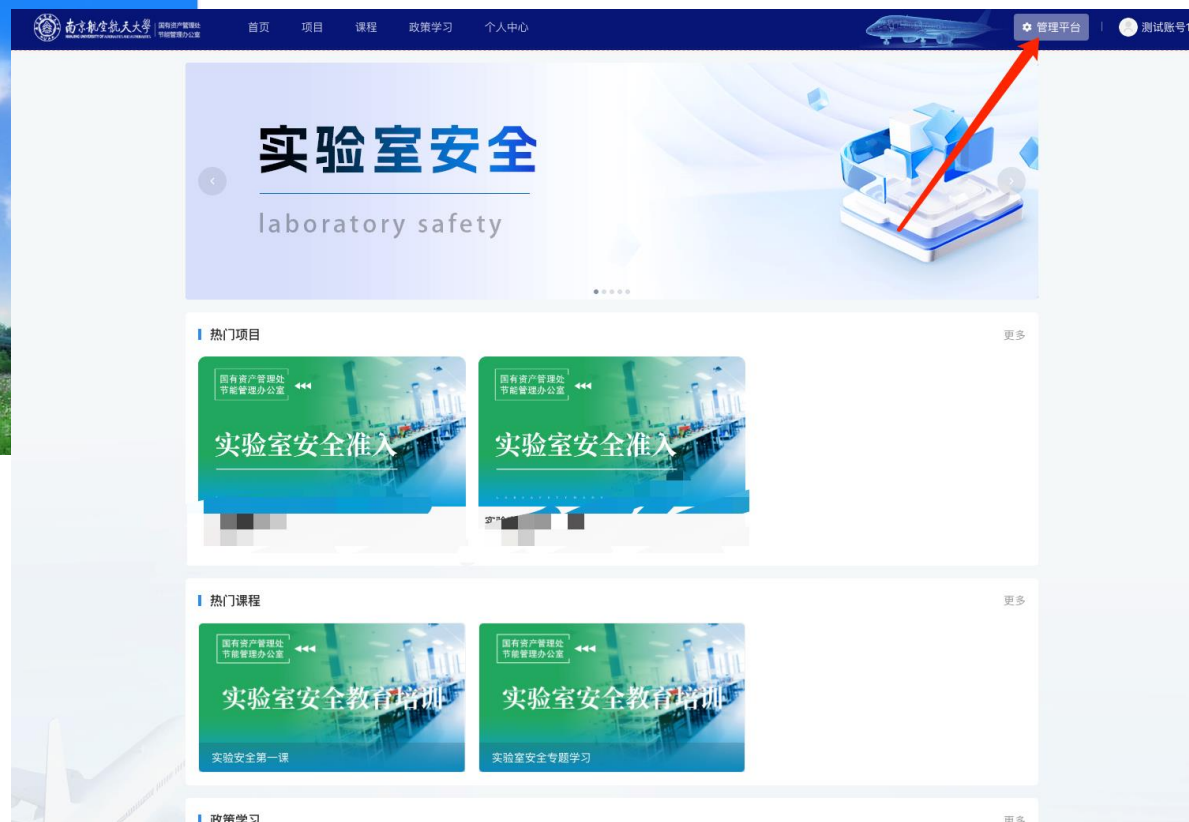 南京航空航天大学
国有资产管理处
节能管理办公室
首页 项目 课程 政策学习 个人中心
管理平台
测试账号
实验室安全
laboratory safety
热门项目 更多
国有资产管理处
节能管理办公室
实验室安全准入
国有资产管理处
节能管理办公室
实验室安全准入
热门课程 更多
国有资产管理处
节能管理办公室
实验室安全教育培训
实验安全第一课
国有资产管理处
节能管理办公室
实验室安全教育培训
实验室安全专题学习
政策学习 更多